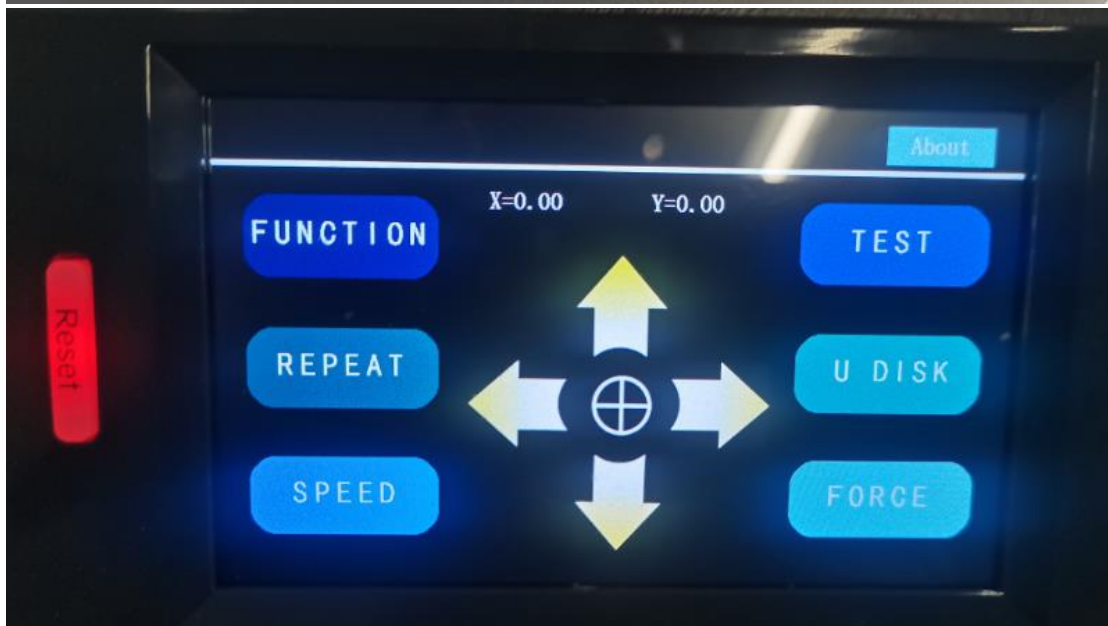 About
X=0.00 Y=0.00
FUNCTION
TEST
Reset
REPEAT
U DISK
SPEED
FORCE